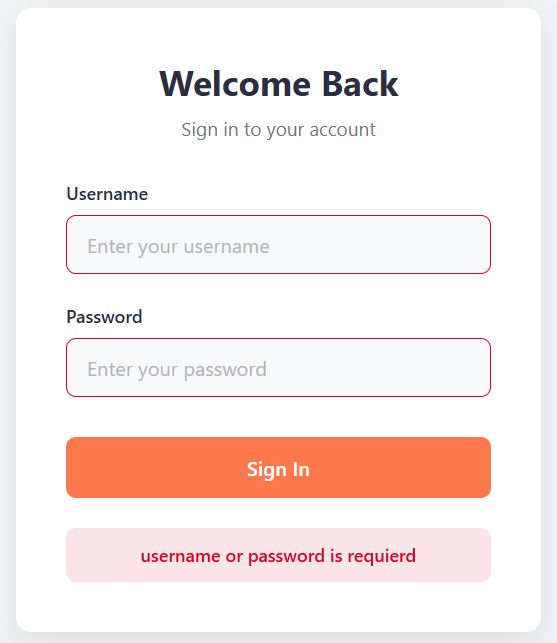 Welcome Back
Sign in to your account
Username
Enter your username
Password
Enter your password
Sign In
username or password is requierd